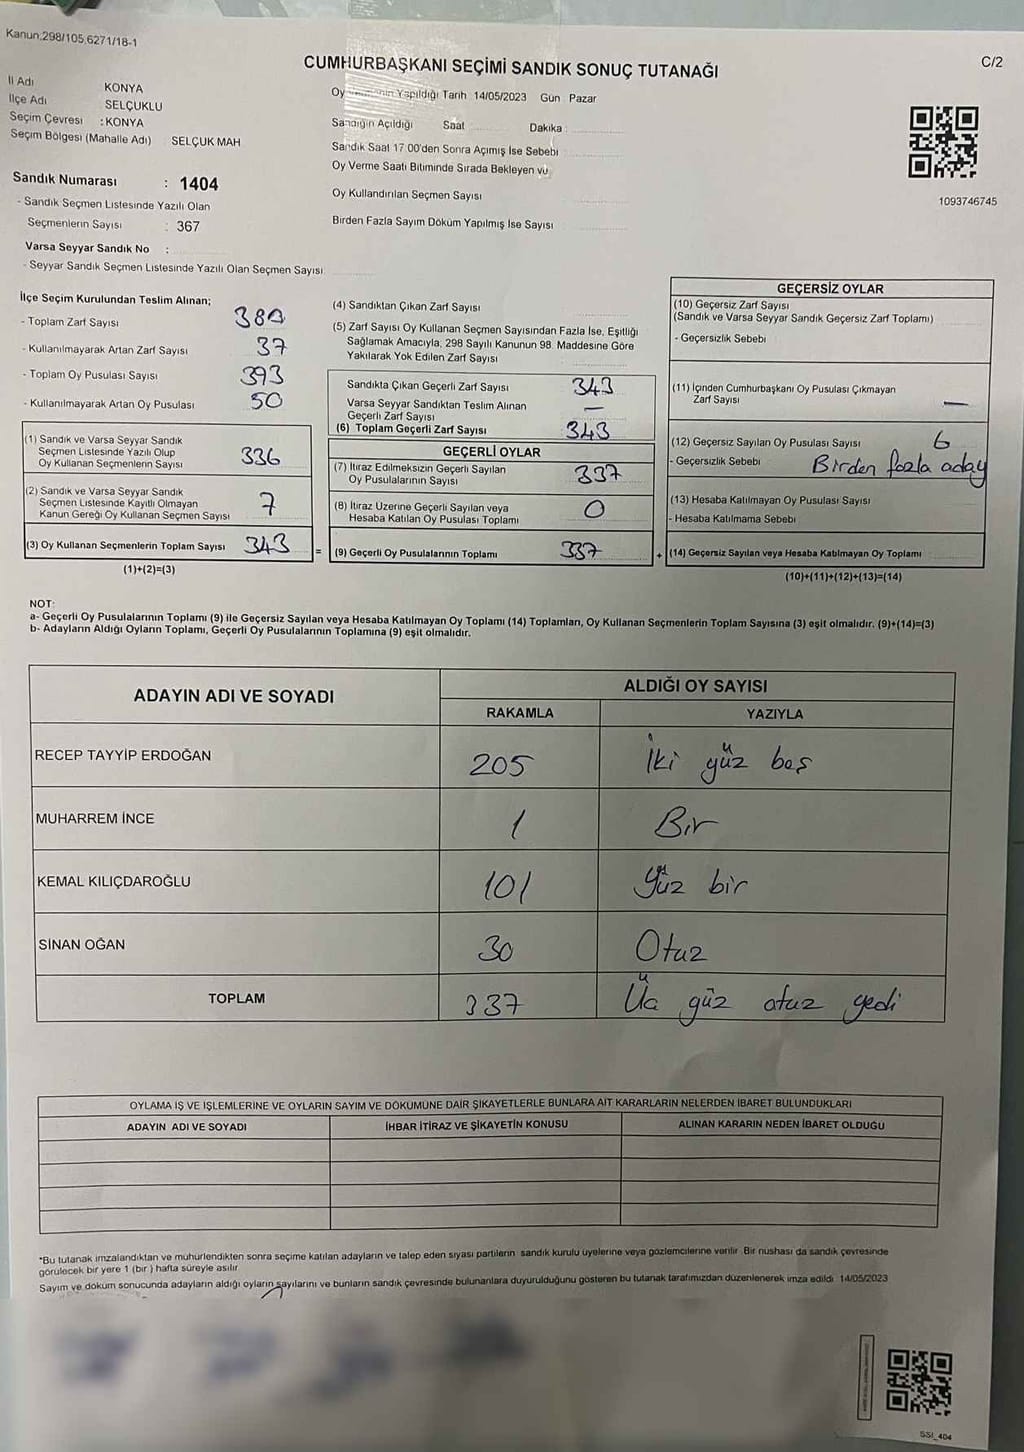 Kanun:298/105,6271/18-1
C/2
CUMHURBAŞKANI SEÇİMİ SANDIK SONUÇ TUTANAĞI
İl Adı KONYA
İlçe Adı SELÇUKLU
Seçim Çevresi : KONYA
Seçim Bölgesi (Mahalle Adı) SELÇUK MAH
Sandık Numarası : 1404
- Sandık Seçmen Listesinde Yazılı Olan
Seçmenlerin Sayısı : 367
Varsa Seyyar Sandık No :
- Seyyar Sandık Seçmen Listesinde Yazılı Olan Seçmen Sayısı
Oy Yapıldığı Tarih 14/05/2023 Gün Pazar
Sandığın Açıldığı Saat Dakika :
Sandık Saat 17:00'den Sonra Açımış İse Sebebi
Oy Verme Saati Bitiminde Sırada Bekleyen vu
Oy Kullandırılan Seçmen Sayısı
Birden Fazla Sayım Döküm Yapılmış İse Sayısı
1093746745
İlçe Seçim Kurulundan Teslim Alınan;
- Toplam Zarf Sayısı 380
- Kullanılmayarak Artan Zarf Sayısı 37
- Toplam Oy Pusulası Sayısı 393
- Kullanılmayarak Artan Oy Pusulası 50
(1) Sandık ve Varsa Seyyar Sandık
Seçmen Listesinde Yazılı Olup
Oy Kullanan Seçmenlerin Sayısı 336
(2) Sandık ve Varsa Seyyar Sandık
Seçmen Listesinde Kayıtlı Olmayan
Kanun Gereği Oy Kullanan Seçmen Sayısı 7
(3) Oy Kullanan Seçmenlerin Toplam Sayısı 343 =
(1)+(2)=(3)
(4) Sandıktan Çıkan Zarf Sayısı
(5) Zarf Sayısı Oy Kullanan Seçmen Sayısından Fazla İse, Eşitliği
Sağlamak Amacıyla, 298 Sayılı Kanunun 98. Maddesine Göre
Yakılarak Yok Edilen Zarf Sayısı
Sandıkta Çıkan Geçerli Zarf Sayısı 343
Varsa Seyyar Sandıktan Teslim Alınan
Geçerli Zarf Sayısı —
(6) Toplam Geçerli Zarf Sayısı 343
GEÇERLİ OYLAR
(7) İtiraz Edilmeksizin Geçerli Sayılan
Oy Pusulalarının Sayısı 337
(8) İtiraz Üzerine Geçerli Sayılan veya
Hesaba Katılan Oy Pusulası Toplamı 0
(9) Geçerli Oy Pusulalarının Toplamı 337 +
GEÇERSİZ OYLAR
(10) Geçersiz Zarf Sayısı
(Sandık ve Varsa Seyyar Sandık Geçersiz Zarf Toplamı)
- Geçersizlik Sebebi
(11) İçinden Cumhurbaşkanı Oy Pusulası Çıkmayan
Zarf Sayısı —
(12) Geçersiz Sayılan Oy Pusulası Sayısı 6
- Geçersizlik Sebebi Birden fazla aday
(13) Hesaba Katılmayan Oy Pusulası Sayısı
- Hesaba Katılmama Sebebi
(14) Geçersiz Sayılan veya Hesaba Katılmayan Oy Toplamı
(10)+(11)+(12)+(13)=(14)
NOT:
a- Geçerli Oy Pusulalarının Toplamı (9) ile Geçersiz Sayılan veya Hesaba Katılmayan Oy Toplamı (14) Toplamları, Oy Kullanan Seçmenlerin Toplam Sayısına (3) eşit olmalıdır. (9)+(14)=(3)
b- Adayların Aldığı Oyların Toplamı, Geçerli Oy Pusulalarının Toplamına (9) eşit olmalıdır.
ADAYIN ADI VE SOYADI ALDIĞI OY SAYISI
RAKAMLA YAZIYLA
RECEP TAYYİP ERDOĞAN 205 İki yüz beş
MUHARREM İNCE 1 Bir
KEMAL KILIÇDAROĞLU 101 Yüz bir
SİNAN OĞAN 30 Otuz
TOPLAM 337 Üç yüz otuz yedi
OYLAMA İŞ VE İŞLEMLERİNE VE OYLARIN SAYIM VE DÖKÜMÜNE DAİR ŞİKAYETLERLE BUNLARA AİT KARARLARIN NELERDEN İBARET BULUNDUKLARI
ADAYIN ADI VE SOYADI İHBAR İTİRAZ VE ŞİKAYETİN KONUSU ALINAN KARARIN NEDEN İBARET OLDUĞU
*Bu tutanak imzalandıktan ve mühürlendikten sonra seçime katılan adayların ve talep eden siyasi partilerin sandık kurulu üyelerine veya gözlemcilerine verilir. Bir nüshası da sandık çevresinde
görülecek bir yere 1 (bir ) hafta süreyle asılır
Sayım ve döküm sonucunda adayların aldığı oyların sayılarını ve bunların sandık çevresinde bulunanlara duyurulduğunu gösteren bu tutanak tarafımızdan düzenlenerek imza edildi 14/05/2023
SSI_404